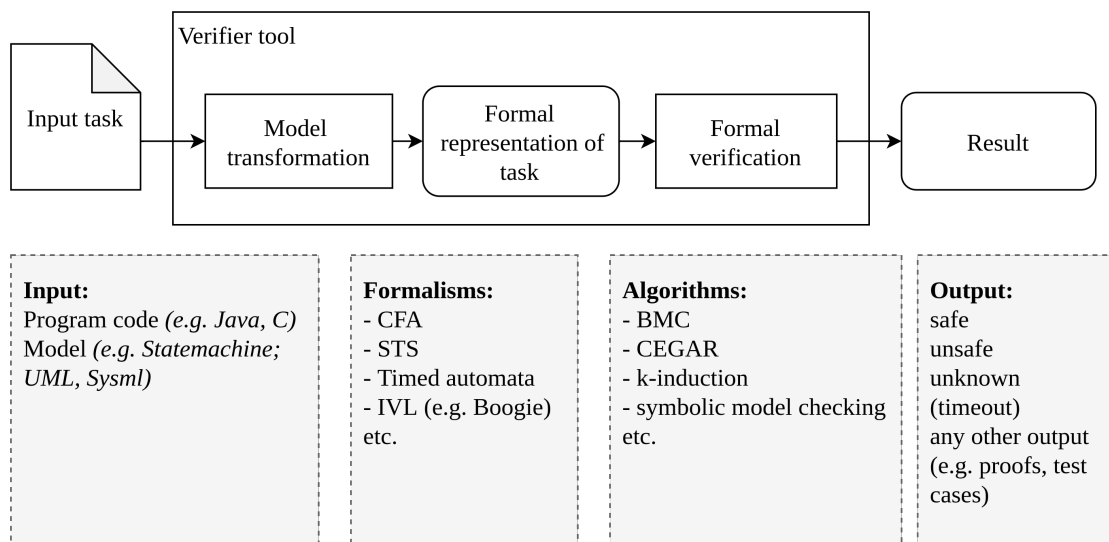 Verifier tool
Input task
Model
transformation
Formal
representation of
task
Formal
verification
Result
Input:
Program code (e.g. Java, C)
Model (e.g. Statemachine;
UML, Sysml)
Formalisms:
- CFA
- STS
- Timed automata
- IVL (e.g. Boogie)
etc.
Algorithms:
- BMC
- CEGAR
- k-induction
- symbolic model checking
etc.
Output:
safe
unsafe
unknown
(timeout)
any other output
(e.g. proofs, test
cases)